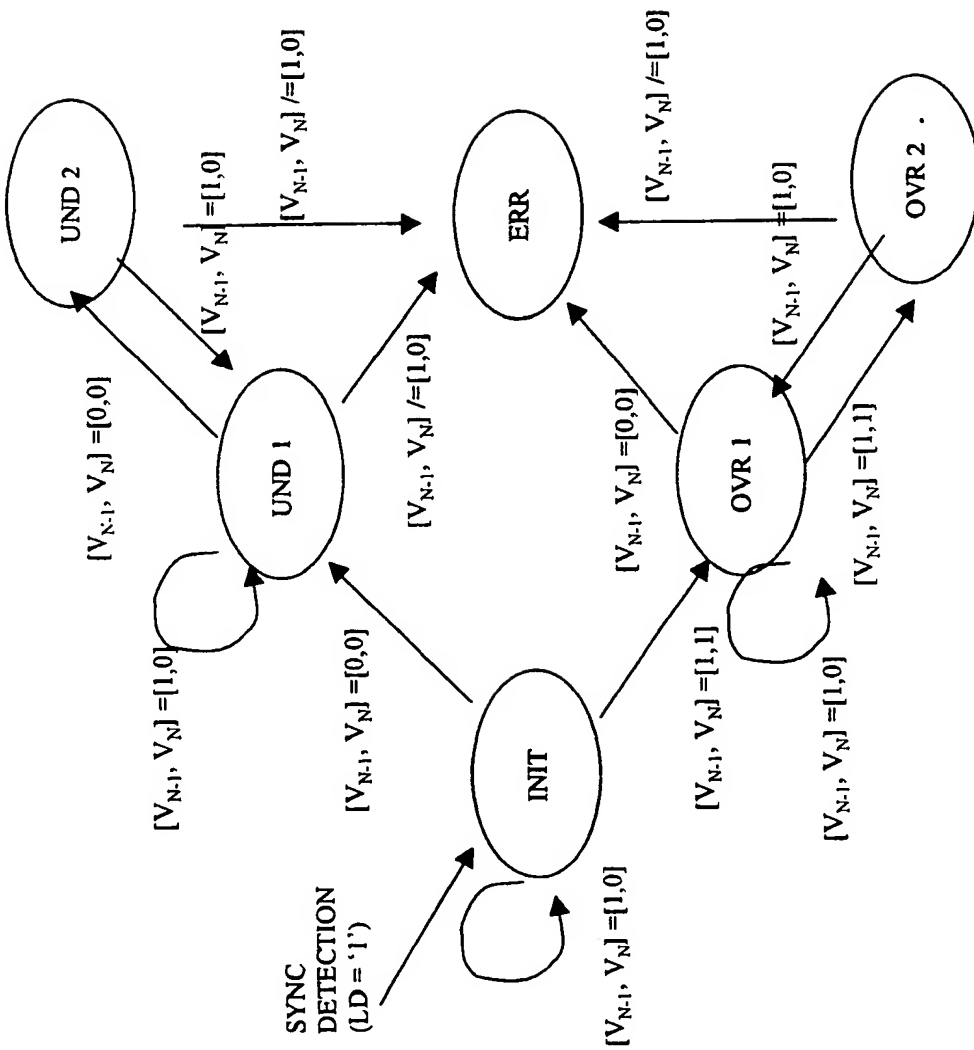 UND 2
[V_{N-1}, V_N] /=[1,0]
[V_{N-1}, V_N] =[1,0]
[V_{N-1}, V_N] =[0,0]
UND 1
ERR
[V_{N-1}, V_N] /=[1,0]
[V_{N-1}, V_N] =[1,0]
[V_{N-1}, V_N] =[0,0]
[V_{N-1}, V_N] /=[1,0]
[V_{N-1}, V_N] =[1,0]
OVR 2 .
[V_{N-1}, V_N] =[0,0]
OVR 1
[V_{N-1}, V_N] =[1,1]
INIT
[V_{N-1}, V_N] =[1,1]
[V_{N-1}, V_N] =[1,0]
SYNC
DETECTION
(LD = ‘1’)
[V_{N-1}, V_N] =[1,0]